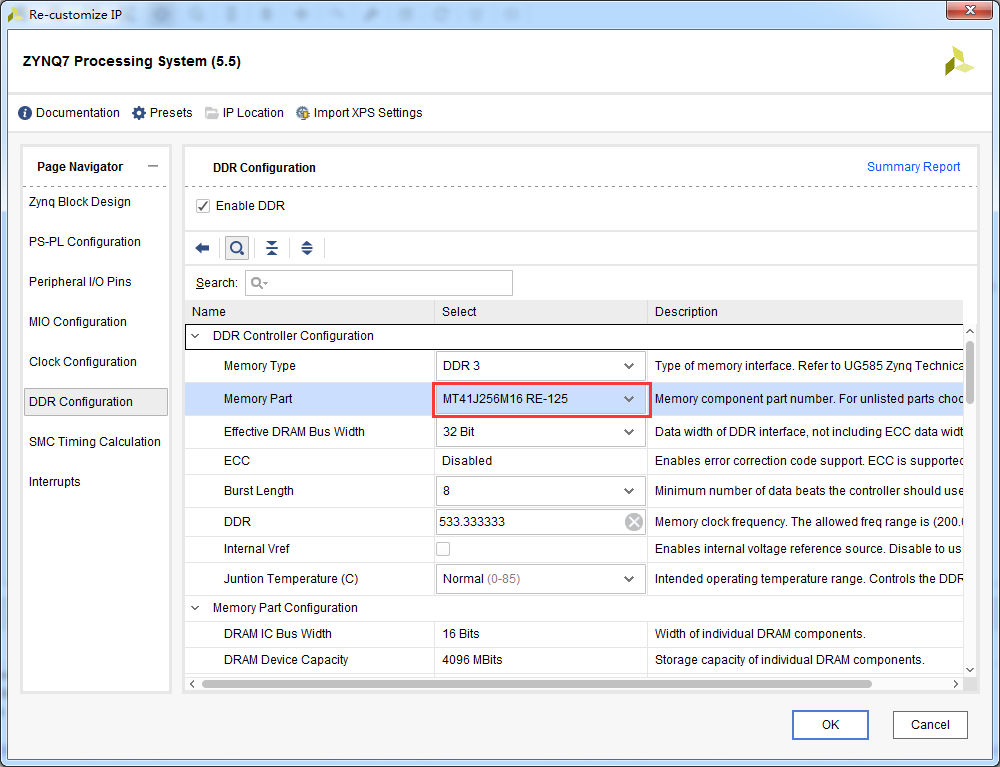 Re-customize IP
ZYNQ7 Processing System (5.5)
Documentation Presets IP Location Import XPS Settings
Page Navigator
Zynq Block Design
PS-PL Configuration
Peripheral I/O Pins
MIO Configuration
Clock Configuration
DDR Configuration
SMC Timing Calculation
Interrupts
DDR Configuration Summary Report
Enable DDR
Search:
Name Select Description
DDR Controller Configuration
Memory Type DDR 3 Type of memory interface. Refer to UG585 Zynq Technica
Memory Part MT41J256M16 RE-125 Memory component part number. For unlisted parts choo
Effective DRAM Bus Width 32 Bit Data width of DDR interface, not including ECC data widt
ECC Disabled Enables error correction code support. ECC is supported
Burst Length 8 Minimum number of data beats the controller should use
DDR 533.333333 Memory clock frequency. The allowed freq range is (200.0
Internal Vref Enables internal voltage reference source. Disable to us
Juntion Temperature (C) Normal (0-85) Intended operating temperature range. Controls the DDR
Memory Part Configuration
DRAM IC Bus Width 16 Bits Width of individual DRAM components.
DRAM Device Capacity 4096 MBits Storage capacity of individual DRAM components.
OK Cancel